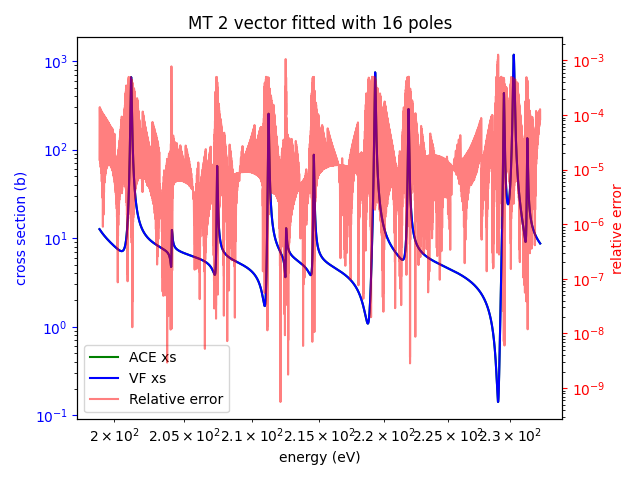 MT 2 vector fitted with 16 poles
10³
10²
10¹
10⁰
10⁻¹
cross section (b)
10⁻³
10⁻⁴
10⁻⁵
10⁻⁶
10⁻⁷
10⁻⁸
10⁻⁹
relative error
ACE xs
VF xs
Relative error
2 × 10² 2.05 × 10² 2.1 × 10² 2.15 × 10² 2.2 × 10² 2.25 × 10² 2.3 × 10²
energy (eV)